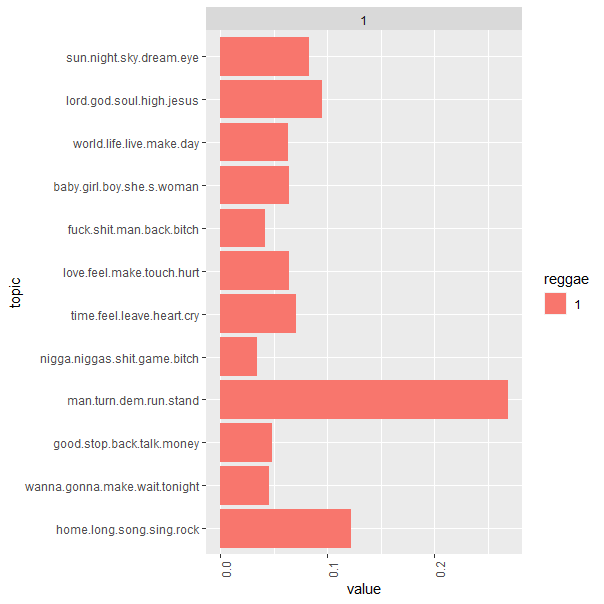 1
sun.night.sky.dream.eye
lord.god.soul.high.jesus
world.life.live.make.day
baby.girl.boy.she.s.woman
fuck.shit.man.back.bitch
love.feel.make.touch.hurt
time.feel.leave.heart.cry
nigga.niggas.shit.game.bitch
man.turn.dem.run.stand
good.stop.back.talk.money
wanna.gonna.make.wait.tonight
home.long.song.sing.rock
topic
0.0 0.1 0.2
value
reggae
1